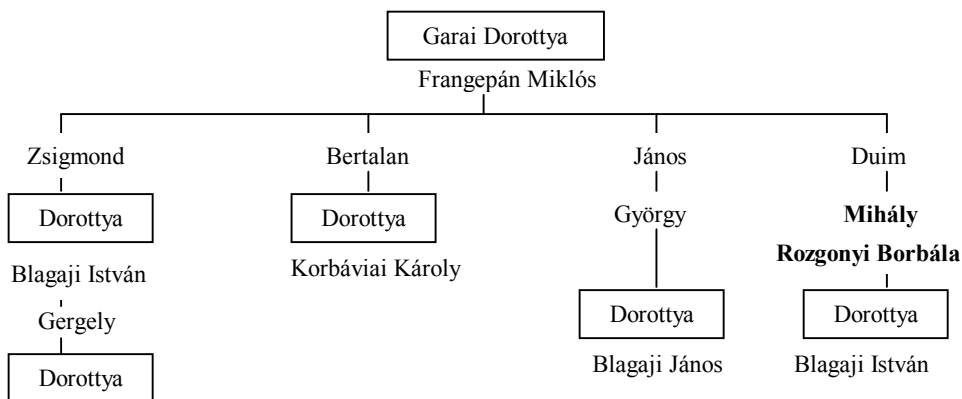 Garai Dorottya
Frangepán Miklós
Zsigmond
Bertalan
János
Duim
Dorottya
Dorottya
György
Mihály
Rozgonyi Borbála
Blagaji István
Korbáviai Károly
Gergely
Dorottya
Dorottya
Blagaji János
Blagaji István
Dorottya